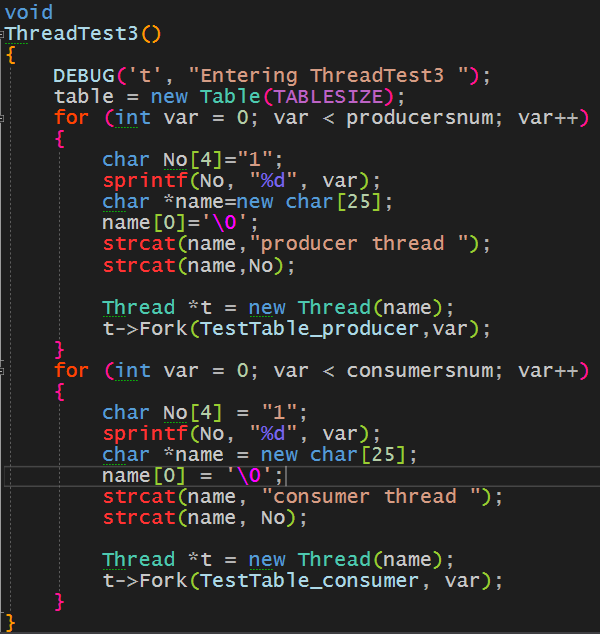 void
ThreadTest3()
{
    DEBUG('t', "Entering ThreadTest3 ");
    table = new Table(TABLESIZE);
    for (int var = 0; var < producersnum; var++)
    {
        char No[4]="1";
        sprintf(No, "%d", var);
        char *name=new char[25];
        name[0]='\0';
        strcat(name,"producer thread ");
        strcat(name,No);

        Thread *t = new Thread(name);
        t->Fork(TestTable_producer,var);
    }
    for (int var = 0; var < consumersnum; var++)
    {
        char No[4] = "1";
        sprintf(No, "%d", var);
        char *name = new char[25];
        name[0] = '\0';
        strcat(name, "consumer thread ");
        strcat(name, No);

        Thread *t = new Thread(name);
        t->Fork(TestTable_consumer, var);
    }
}